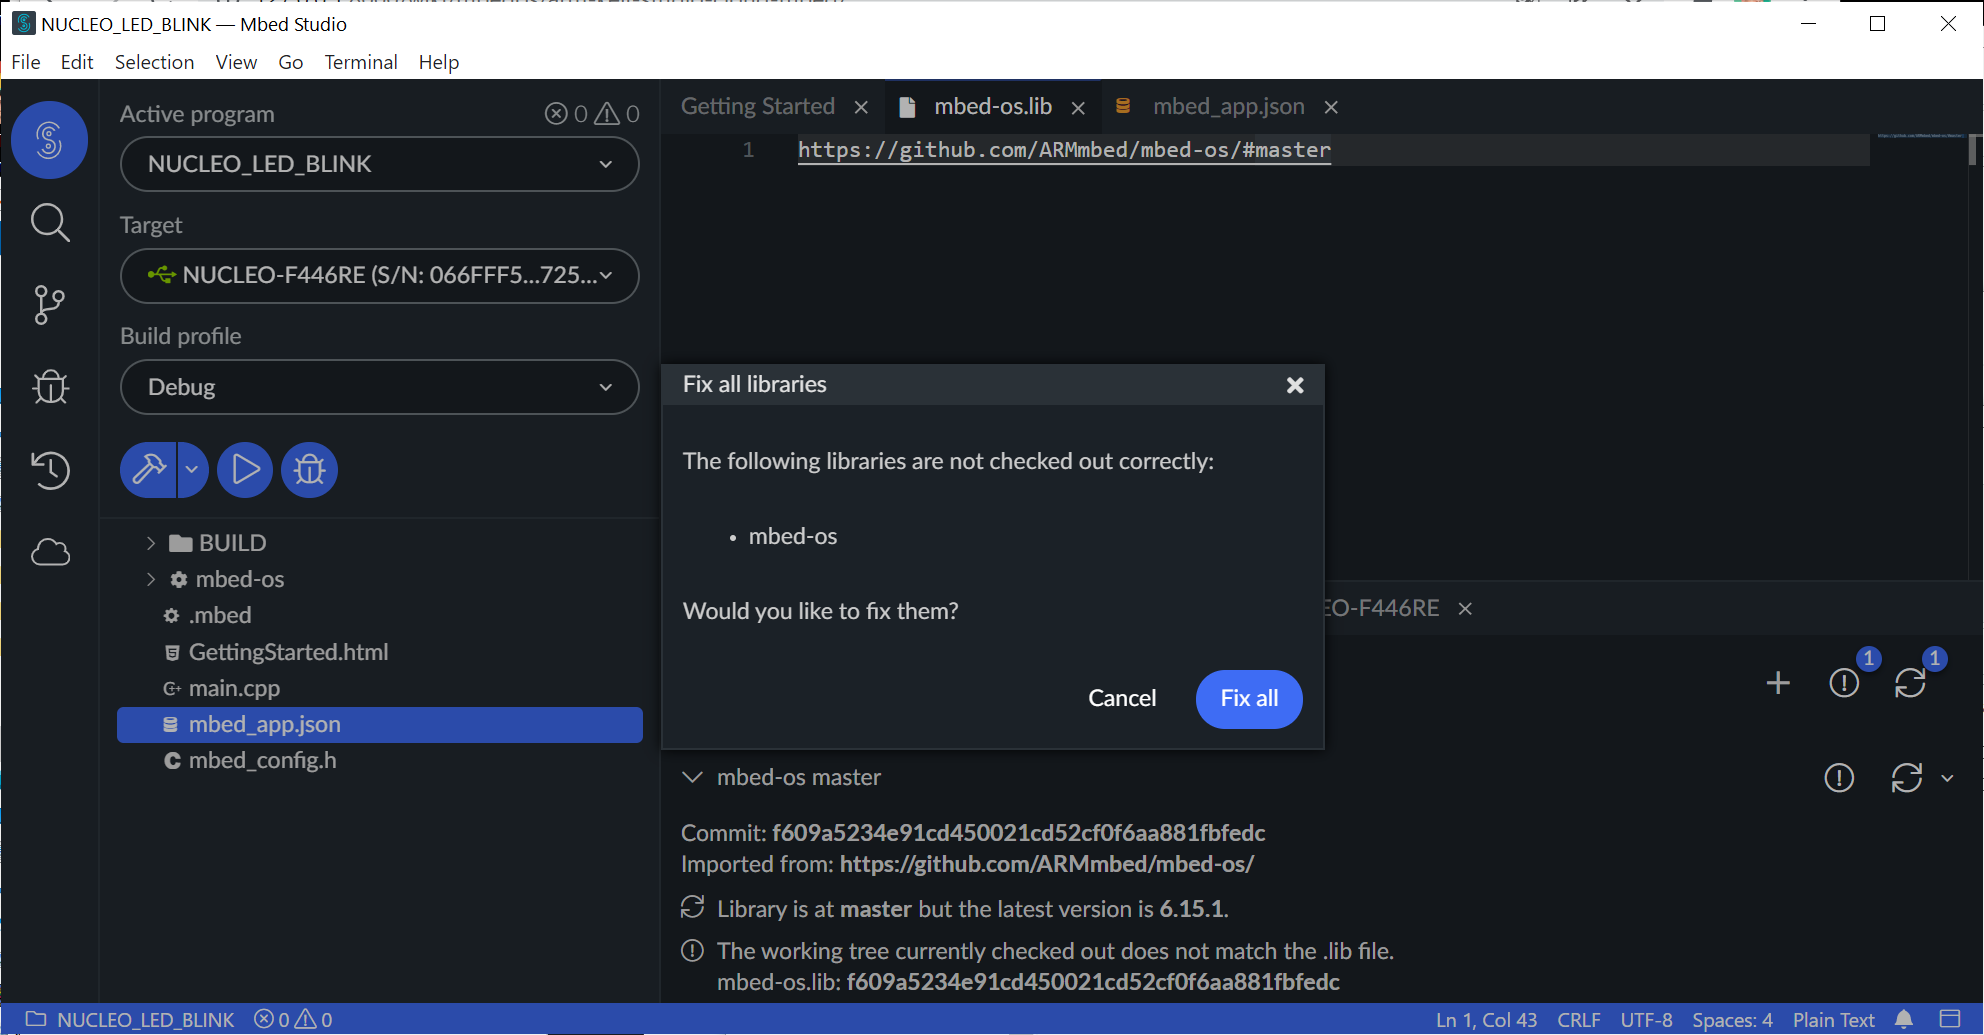 NUCLEO_LED_BLINK — Mbed Studio
File Edit Selection View Go Terminal Help
Active program 0 0
NUCLEO_LED_BLINK
Target
NUCLEO-F446RE (S/N: 066FFF5...725...
Build profile
Debug
BUILD
mbed-os
.mbed
GettingStarted.html
main.cpp
mbed_app.json
mbed_config.h
Getting Started mbed-os.lib mbed_app.json
1 https://github.com/ARMmbed/mbed-os/#master
Fix all libraries
The following libraries are not checked out correctly:
• mbed-os
Would you like to fix them?
Cancel Fix all
EO-F446RE
1 1
mbed-os master
Commit: f609a5234e91cd450021cd52cf0f6aa881fbfedc
Imported from: https://github.com/ARMmbed/mbed-os/
Library is at master but the latest version is 6.15.1.
The working tree currently checked out does not match the .lib file.
mbed-os.lib: f609a5234e91cd450021cd52cf0f6aa881fbfedc
NUCLEO_LED_BLINK 0 0 Ln 1, Col 43 CRLF UTF-8 Spaces: 4 Plain Text